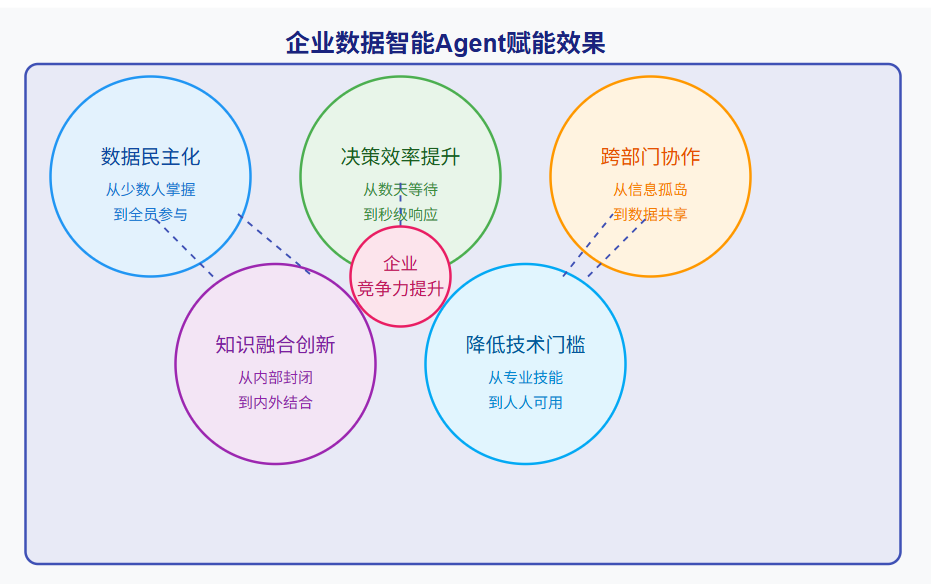 企业数据智能Agent赋能效果
数据民主化
从少数人掌握
到全员参与
决策效率提升
从数天等待
到秒级响应
跨部门协作
从信息孤岛
到数据共享
企业
竞争力提升
知识融合创新
从内部封闭
到内外结合
降低技术门槛
从专业技能
到人人可用